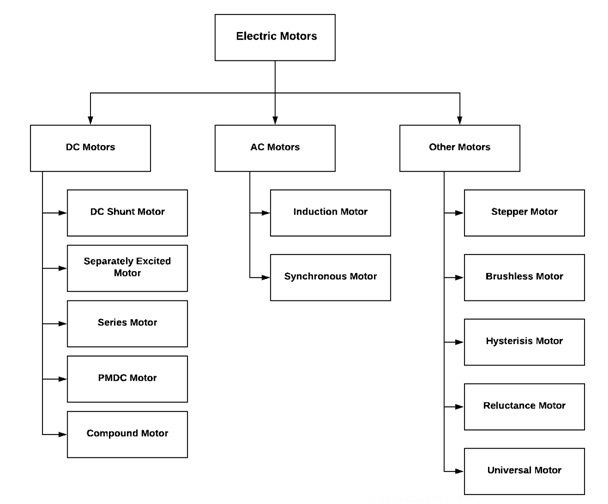 Electric Motors
DC Motors
AC Motors
Other Motors
DC Shunt Motor
Separately Excited
Motor
Series Motor
PMDC Motor
Compound Motor
Induction Motor
Synchronous Motor
Stepper Motor
Brushless Motor
Hysterisis Motor
Reluctance Motor
Universal Motor